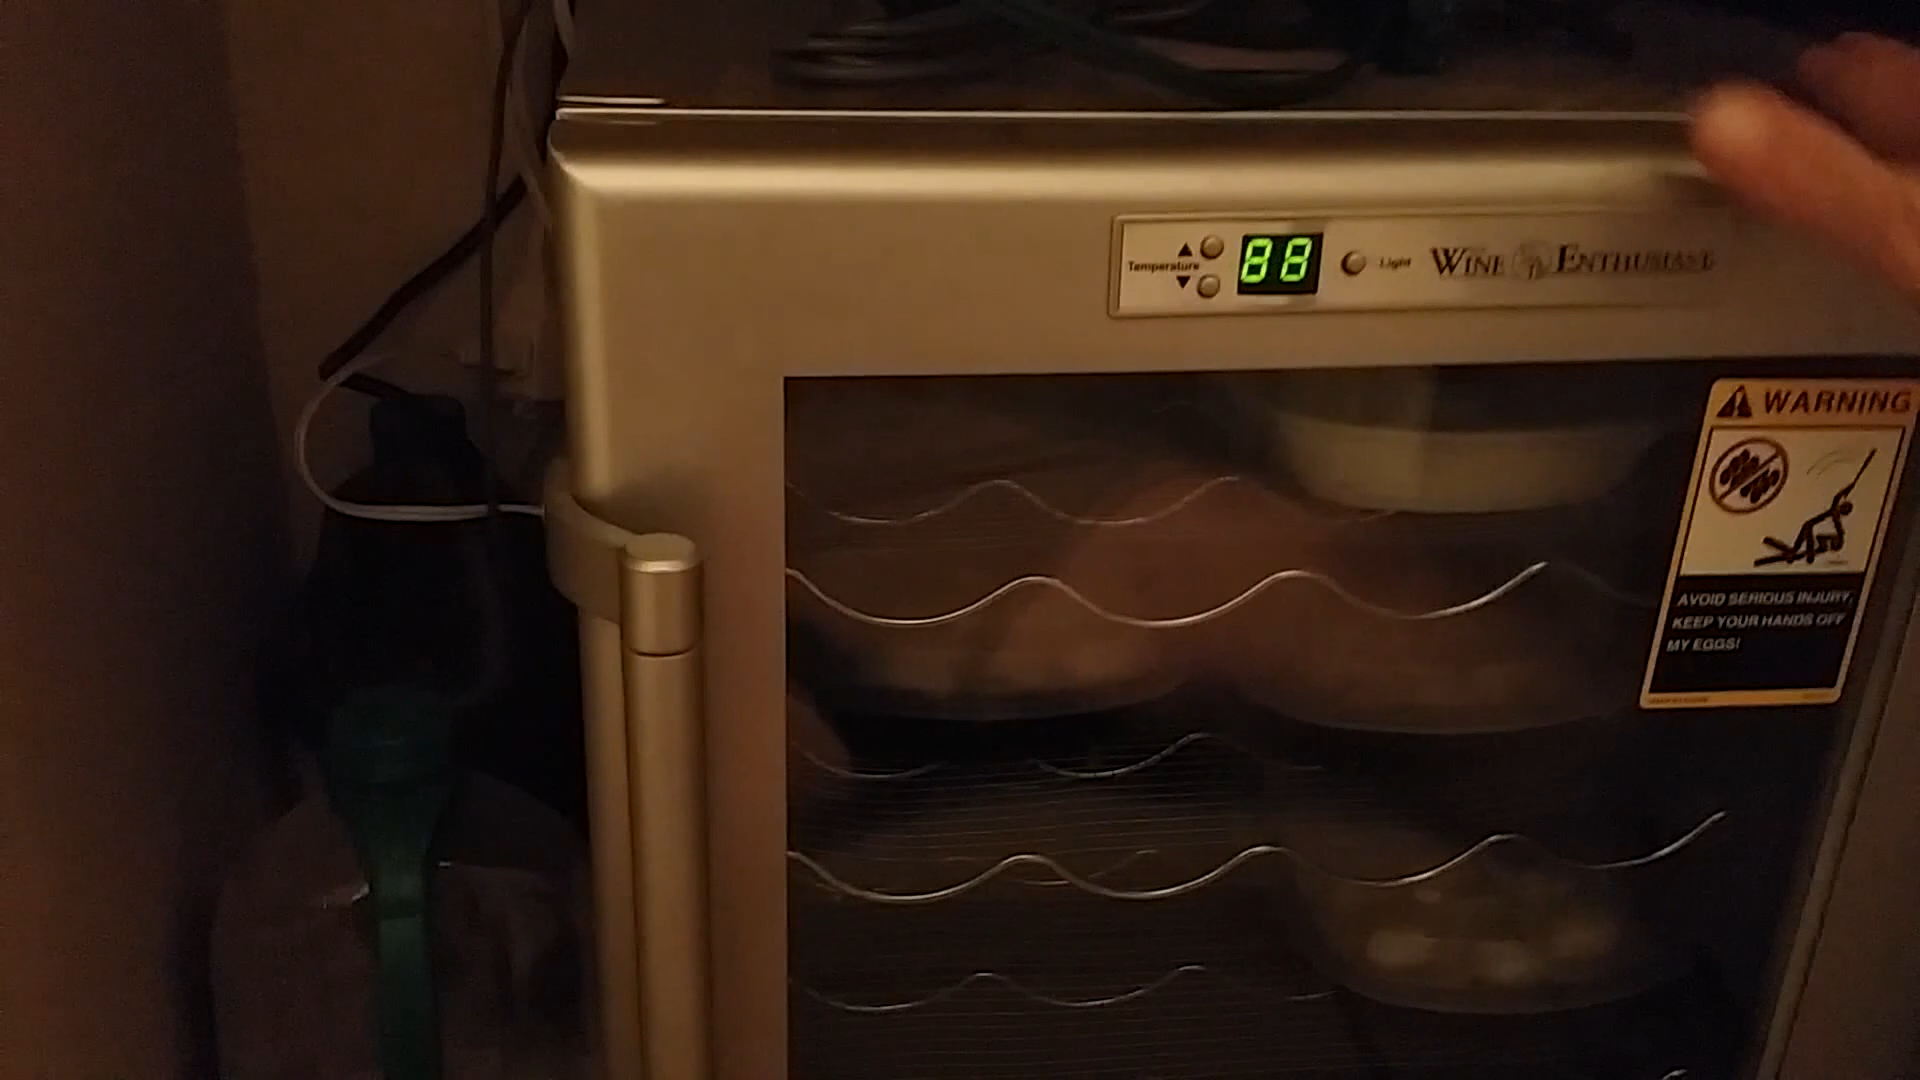 Temperature
88
Light
WINE ENTHUSIAST
WARNING
AVOID SERIOUS INJURY,
KEEP YOUR HANDS OFF
MY EGGS!